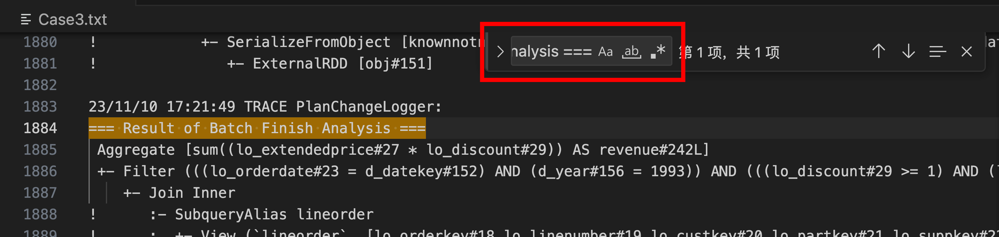 Case3.txt
1880 ! +- SerializeFromObject [knownnotn
nalysis === Aa ab .* 第 1 项，共 1 项
1881 ! +- ExternalRDD [obj#151]
1882
1883 23/11/10 17:21:49 TRACE PlanChangeLogger:
1884 === Result of Batch Finish Analysis ===
1885 Aggregate [sum((lo_extendedprice#27 * lo_discount#29)) AS revenue#242L]
1886 +- Filter (((lo_orderdate#23 = d_datekey#152) AND (d_year#156 = 1993)) AND (((lo_discount#29 >= 1) AND (
1887 +- Join Inner
1888 ! :- SubqueryAlias lineorder
1889 ! : +- View (`lineorder`, [lo_orderkey#18,lo_linenumber#19,lo_custkey#20,lo_partkey#21,lo_suppkey#2